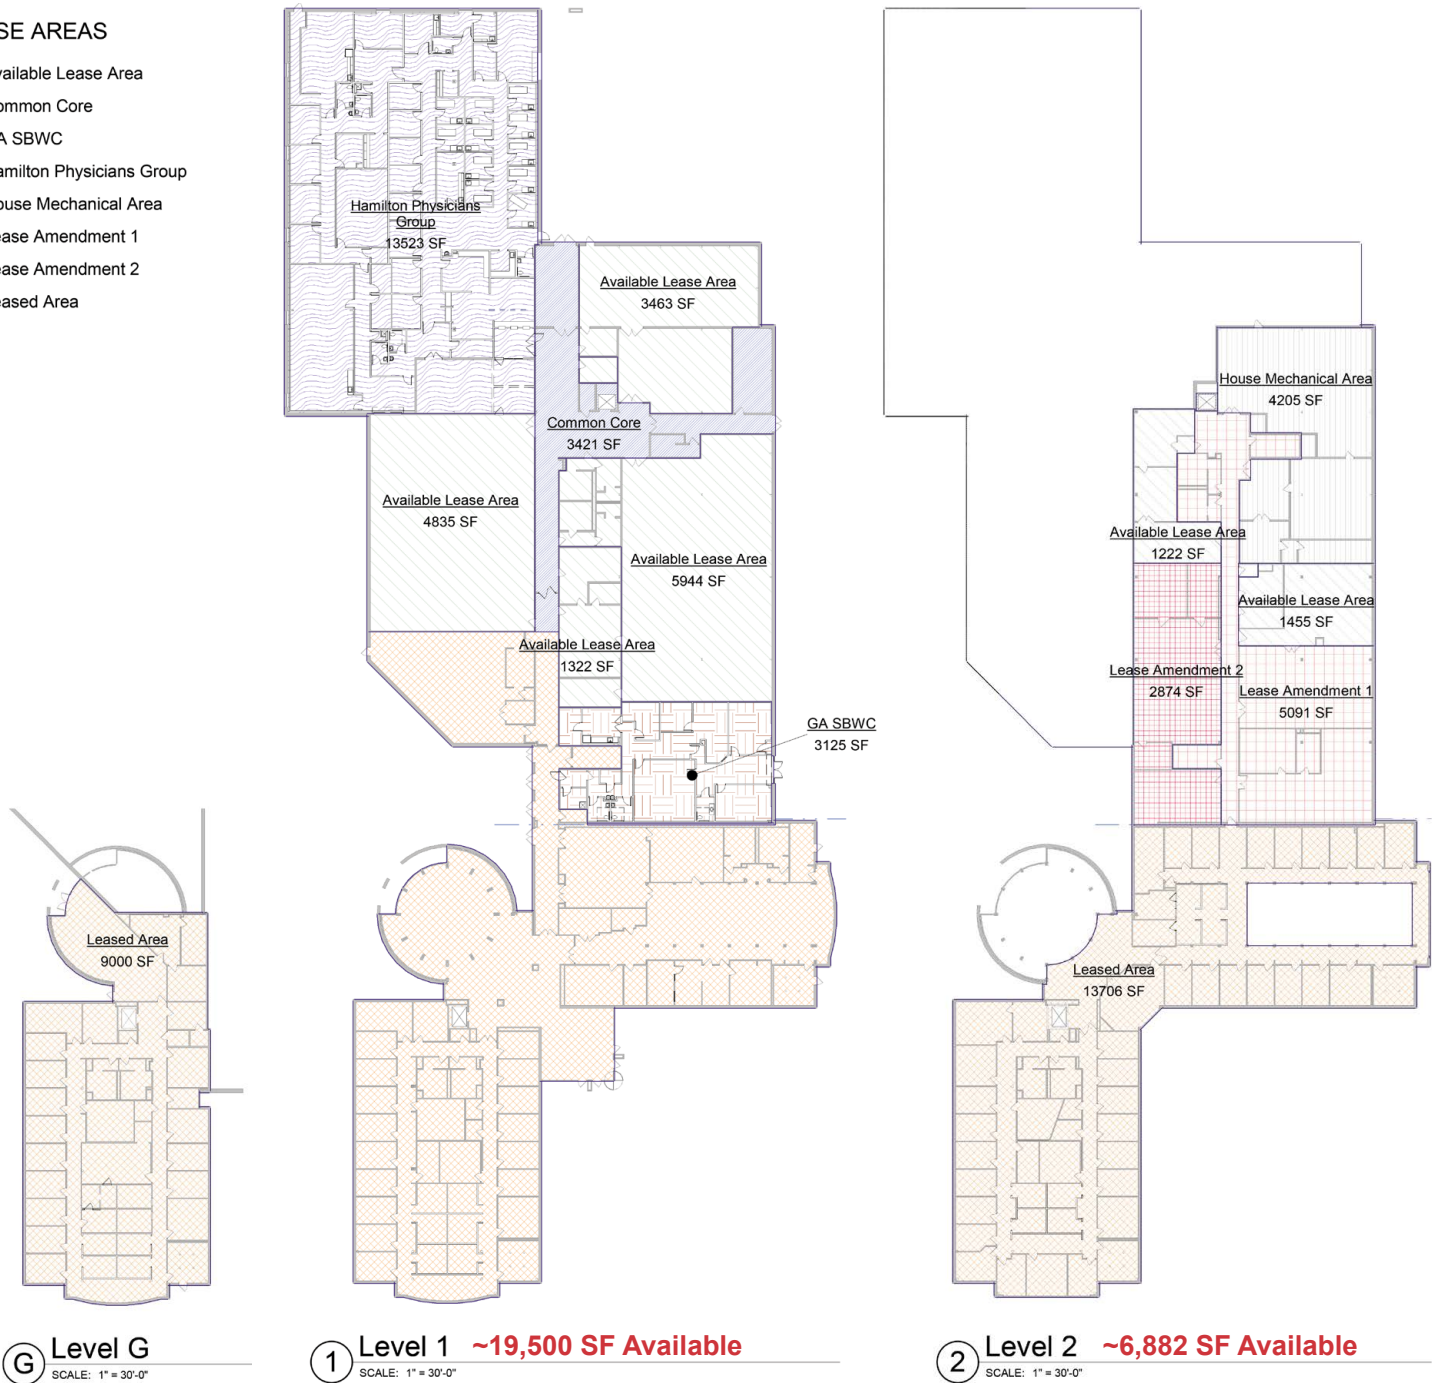 SE AREAS
vailable Lease Area
ommon Core
A SBWC
amilton Physicians Group
ouse Mechanical Area
ease Amendment 1
ease Amendment 2
eased Area
Hamilton Physicians
Group
13523 SF
Available Lease Area
3463 SF
Common Core
3421 SF
Available Lease Area
4835 SF
Available Lease Area
5944 SF
Available Lease Area
1322 SF
GA SBWC
3125 SF
House Mechanical Area
4205 SF
Available Lease Area
1222 SF
Available Lease Area
1455 SF
Lease Amendment 2
2874 SF
Lease Amendment 1
5091 SF
Leased Area
9000 SF
Leased Area
13706 SF
G Level G
SCALE: 1" = 30'-0"
1 Level 1 ~19,500 SF Available
SCALE: 1" = 30'-0"
2 Level 2 ~6,882 SF Available
SCALE: 1" = 30'-0"